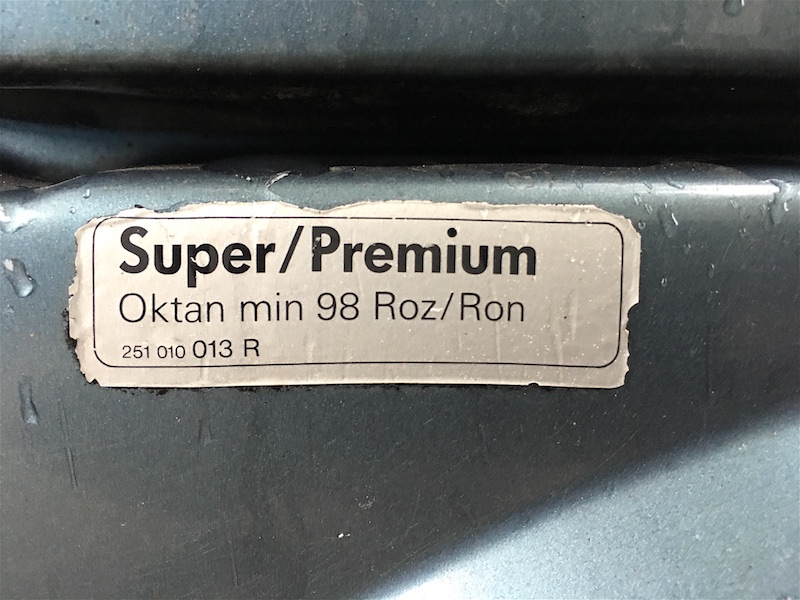 Super/Premium
Oktan min 98 Roz/Ron
251 010 013 R